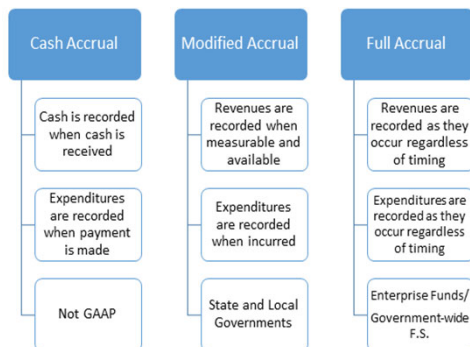 Cash Accrual
Cash is recorded
when cash is
received
Expenditures
are recorded
when payment
is made
Not GAAP
Modified Accrual
Revenues are
recorded when
measurable and
available
Expenditures
are recorded
when incurred
State and Local
Governments
Full Accrual
Revenues are
recorded as they
occur regardless
of timing
Expenditures are
recorded as they
occur regardless
of timing
Enterprise Funds/
Government-wide
F.S.